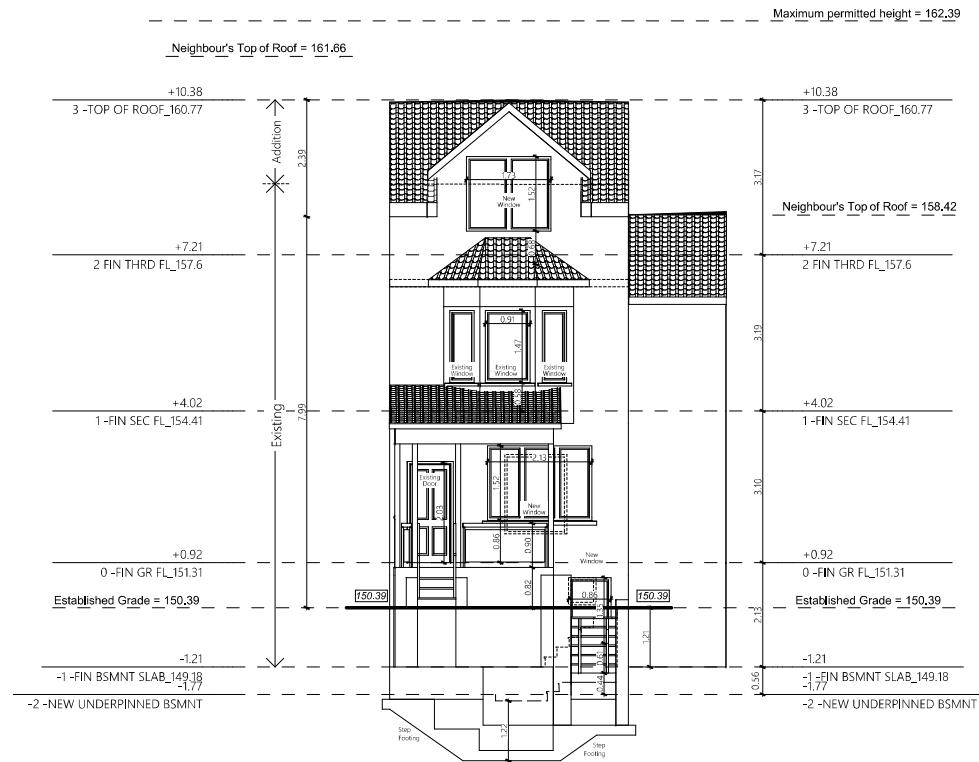 Maximum permitted height = 162.39
Neighbour's Top of Roof = 161.66
+10.38
3 -TOP OF ROOF_160.77
+10.38
3 -TOP OF ROOF_160.77
Addition
2.39
1.73
1.52
New
Window
3.17
Neighbour's Top of Roof = 158.42
+7.21
2 FIN THRD FL_157.6
0.68
+7.21
2 FIN THRD FL_157.6
0.91
1.47
Existing
Window
Existing
Window
Existing
Window
3.19
0.58
+4.02
1 -FIN SEC FL_154.41
+4.02
1 -FIN SEC FL_154.41
Existing
7.99
2.13
1.52
Existing
Door
2.03
New
Window
0.86
0.90
3.10
New
Window
+0.92
0 -FIN GR FL_151.31
+0.92
0 -FIN GR FL_151.31
0.82
0.86
Established Grade = 150.39
150.39
150.39
Established Grade = 150.39
2.13
1.21
0.61
0.44
-1.21
-1 -FIN BSMNT SLAB_149.18
-1.77
-2 -NEW UNDERPINNED BSMNT
-1.21
-1 -FIN BSMNT SLAB_149.18
-1.77
-2 -NEW UNDERPINNED BSMNT
0.56
1.22
Step
Footing
Step
Footing